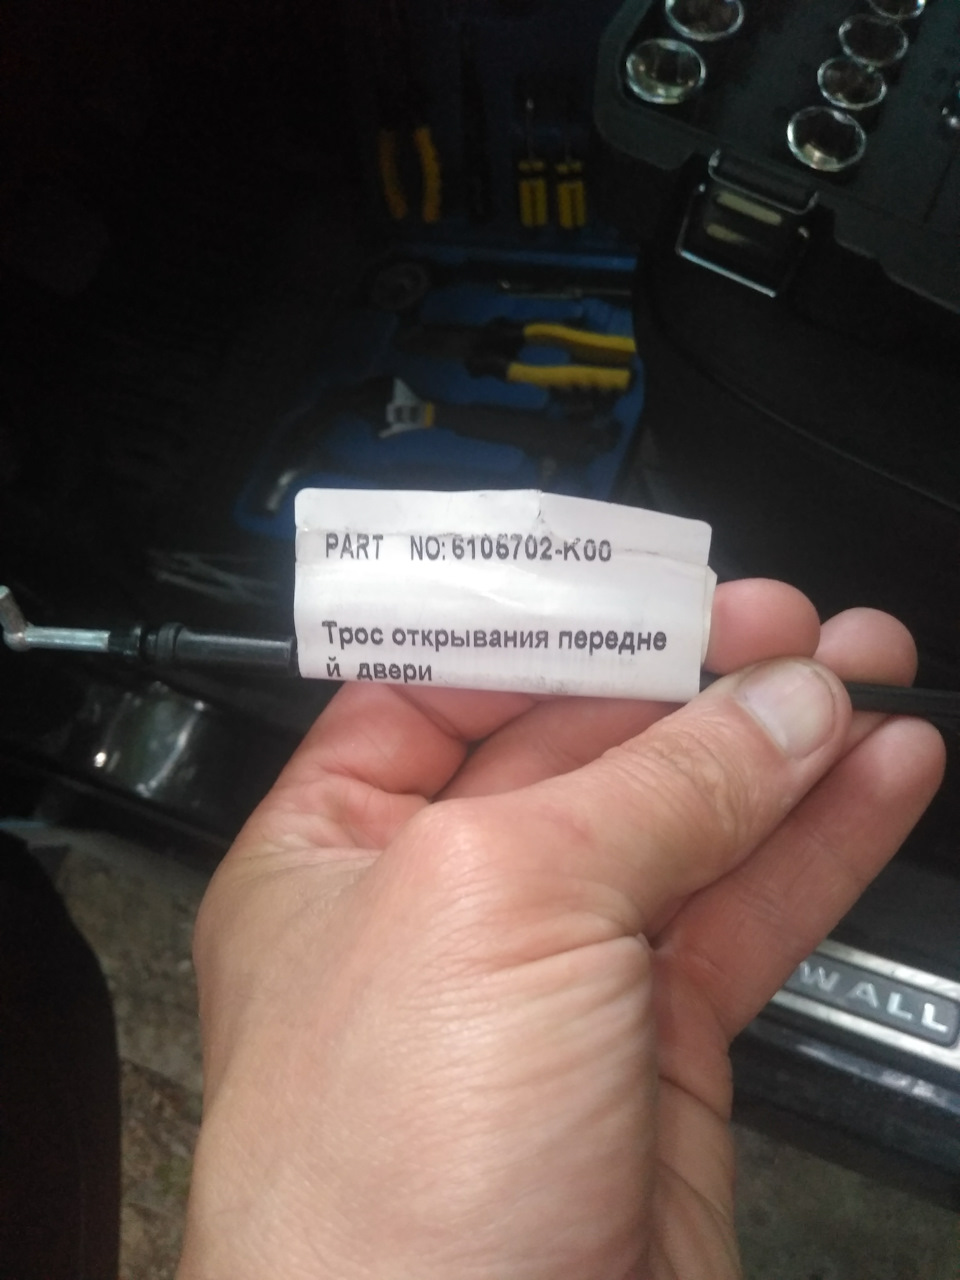 PART NO: 6106702-K00
Трос открывания передне
й двери
WALL